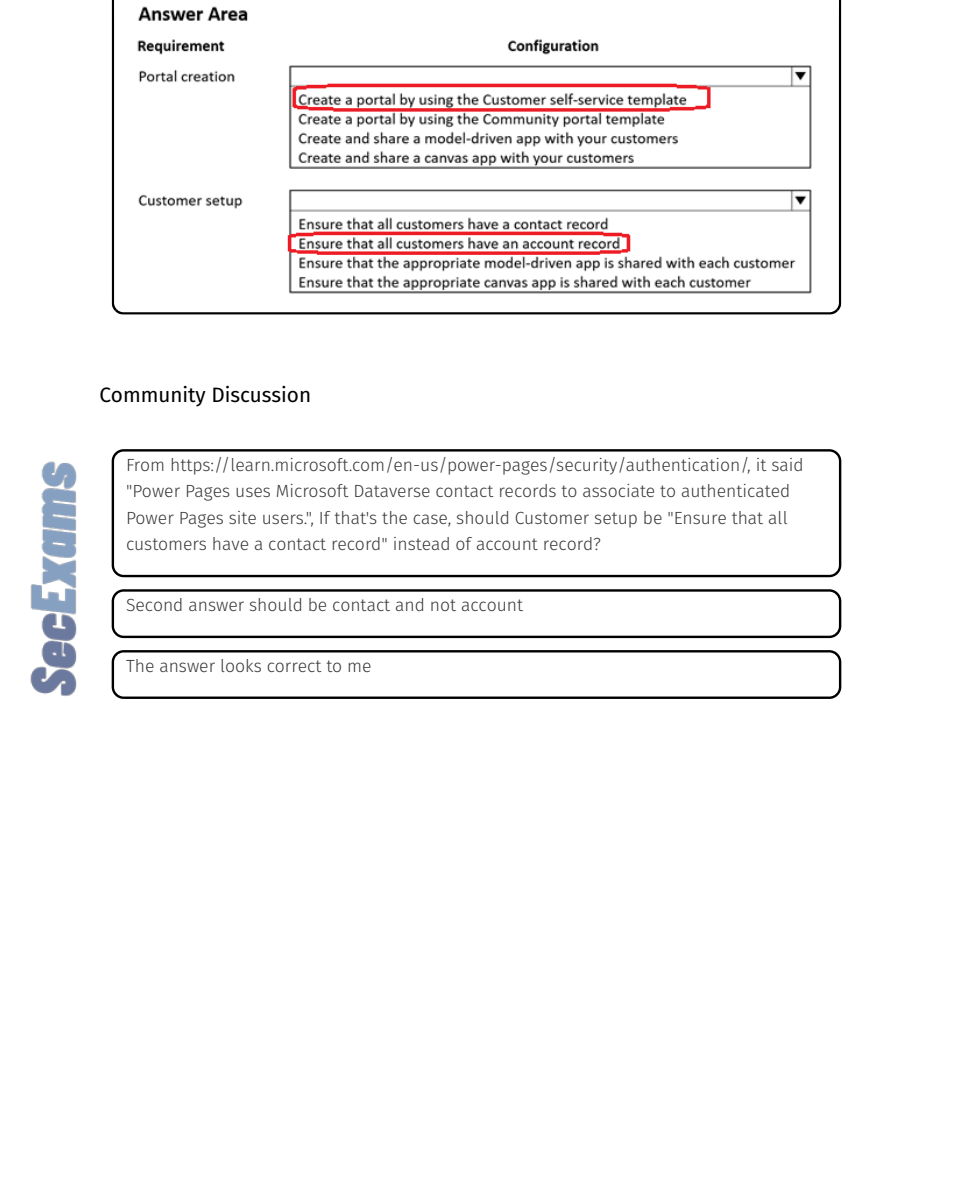 Answer Area
Requirement Configuration
Portal creation
Create a portal by using the Customer self-service template
Create a portal by using the Community portal template
Create and share a model-driven app with your customers
Create and share a canvas app with your customers
Customer setup
Ensure that all customers have a contact record
Ensure that all customers have an account record
Ensure that the appropriate model-driven app is shared with each customer
Ensure that the appropriate canvas app is shared with each customer
Community Discussion
From https://learn.microsoft.com/en-us/power-pages/security/authentication/, it said
"Power Pages uses Microsoft Dataverse contact records to associate to authenticated
Power Pages site users.", If that's the case, should Customer setup be "Ensure that all
customers have a contact record" instead of account record?
Second answer should be contact and not account
The answer looks correct to me
SecExams